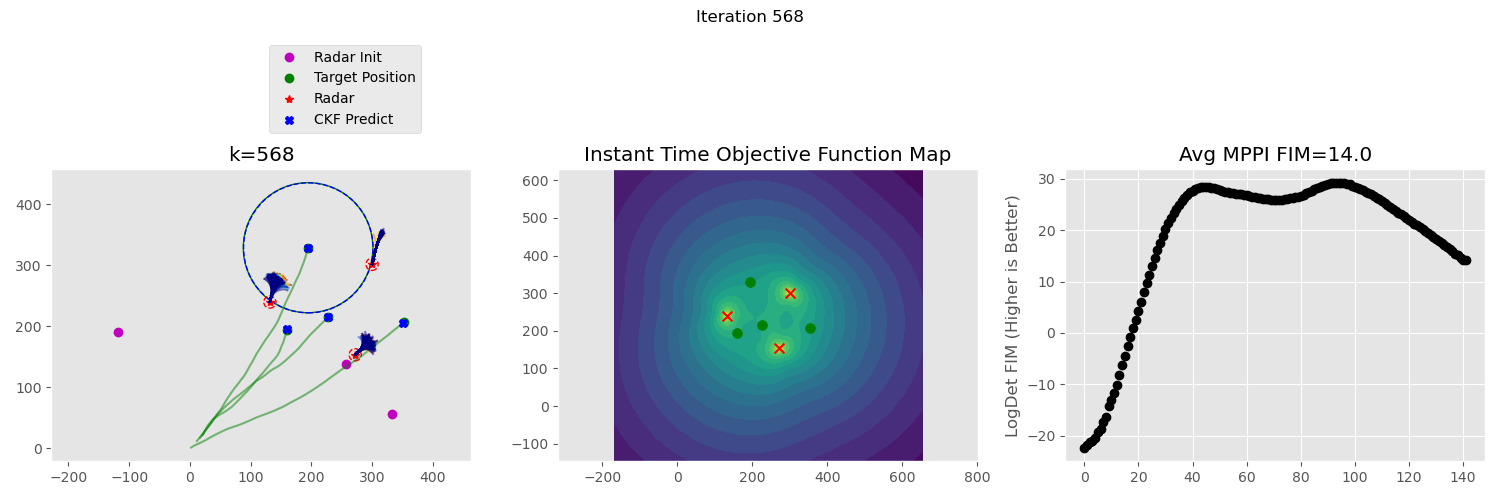 Iteration 568
Radar Init
Target Position
Radar
CKF Predict
k=568
400
300
200
100
0
−200 −100 0 100 200 300 400
Instant Time Objective Function Map
600
500
400
300
200
100
0
−100
−200 0 200 400 600 800
Avg MPPI FIM=14.0
LogDet FIM (Higher is Better)
30
20
10
0
−10
−20
0 20 40 60 80 100 120 140